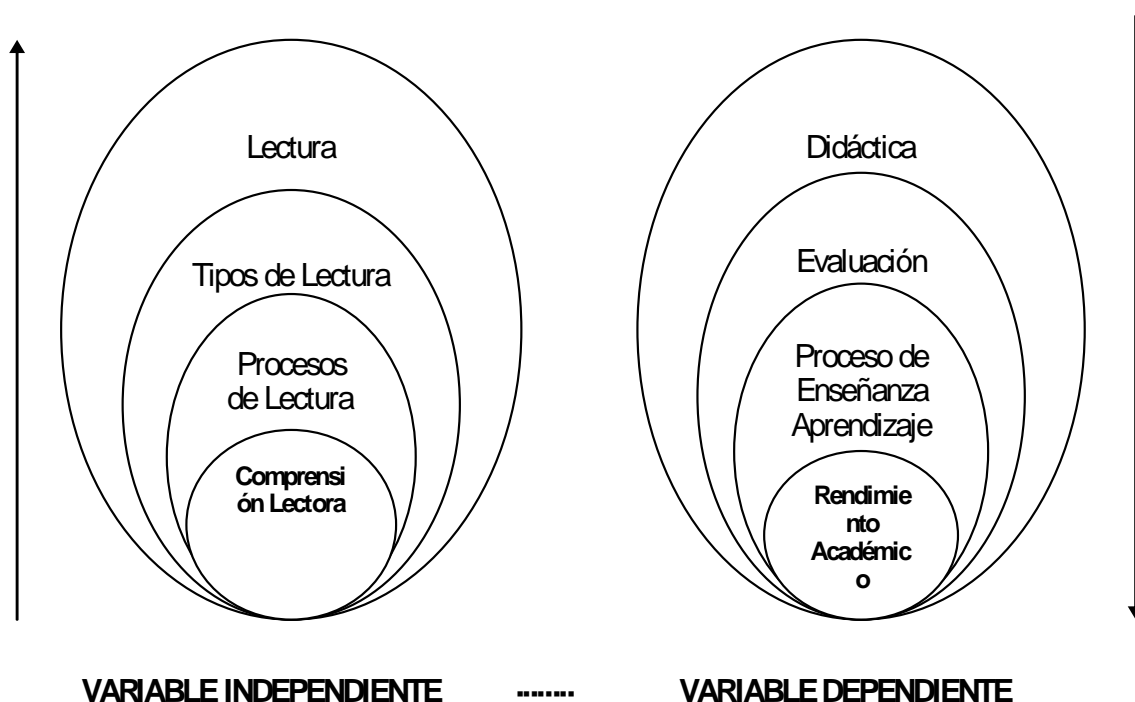 Lectura
Tipos de Lectura
Procesos
de Lectura
Comprensi
ón Lectora
Didáctica
Evaluación
Proceso de
Enseñanza
Aprendizaje
Rendimie
nto
Académic
o
VARIABLE INDEPENDIENTE ........ VARIABLE DEPENDIENTE